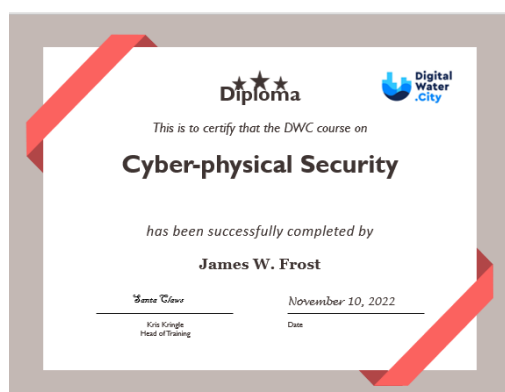 Diploma
Digital
Water
.City
This is to certify that the DWC course on
Cyber-physical Security
has been successfully completed by
James W. Frost
Santa Claws
November 10, 2022
Kris Kringle
Date
Head of Training